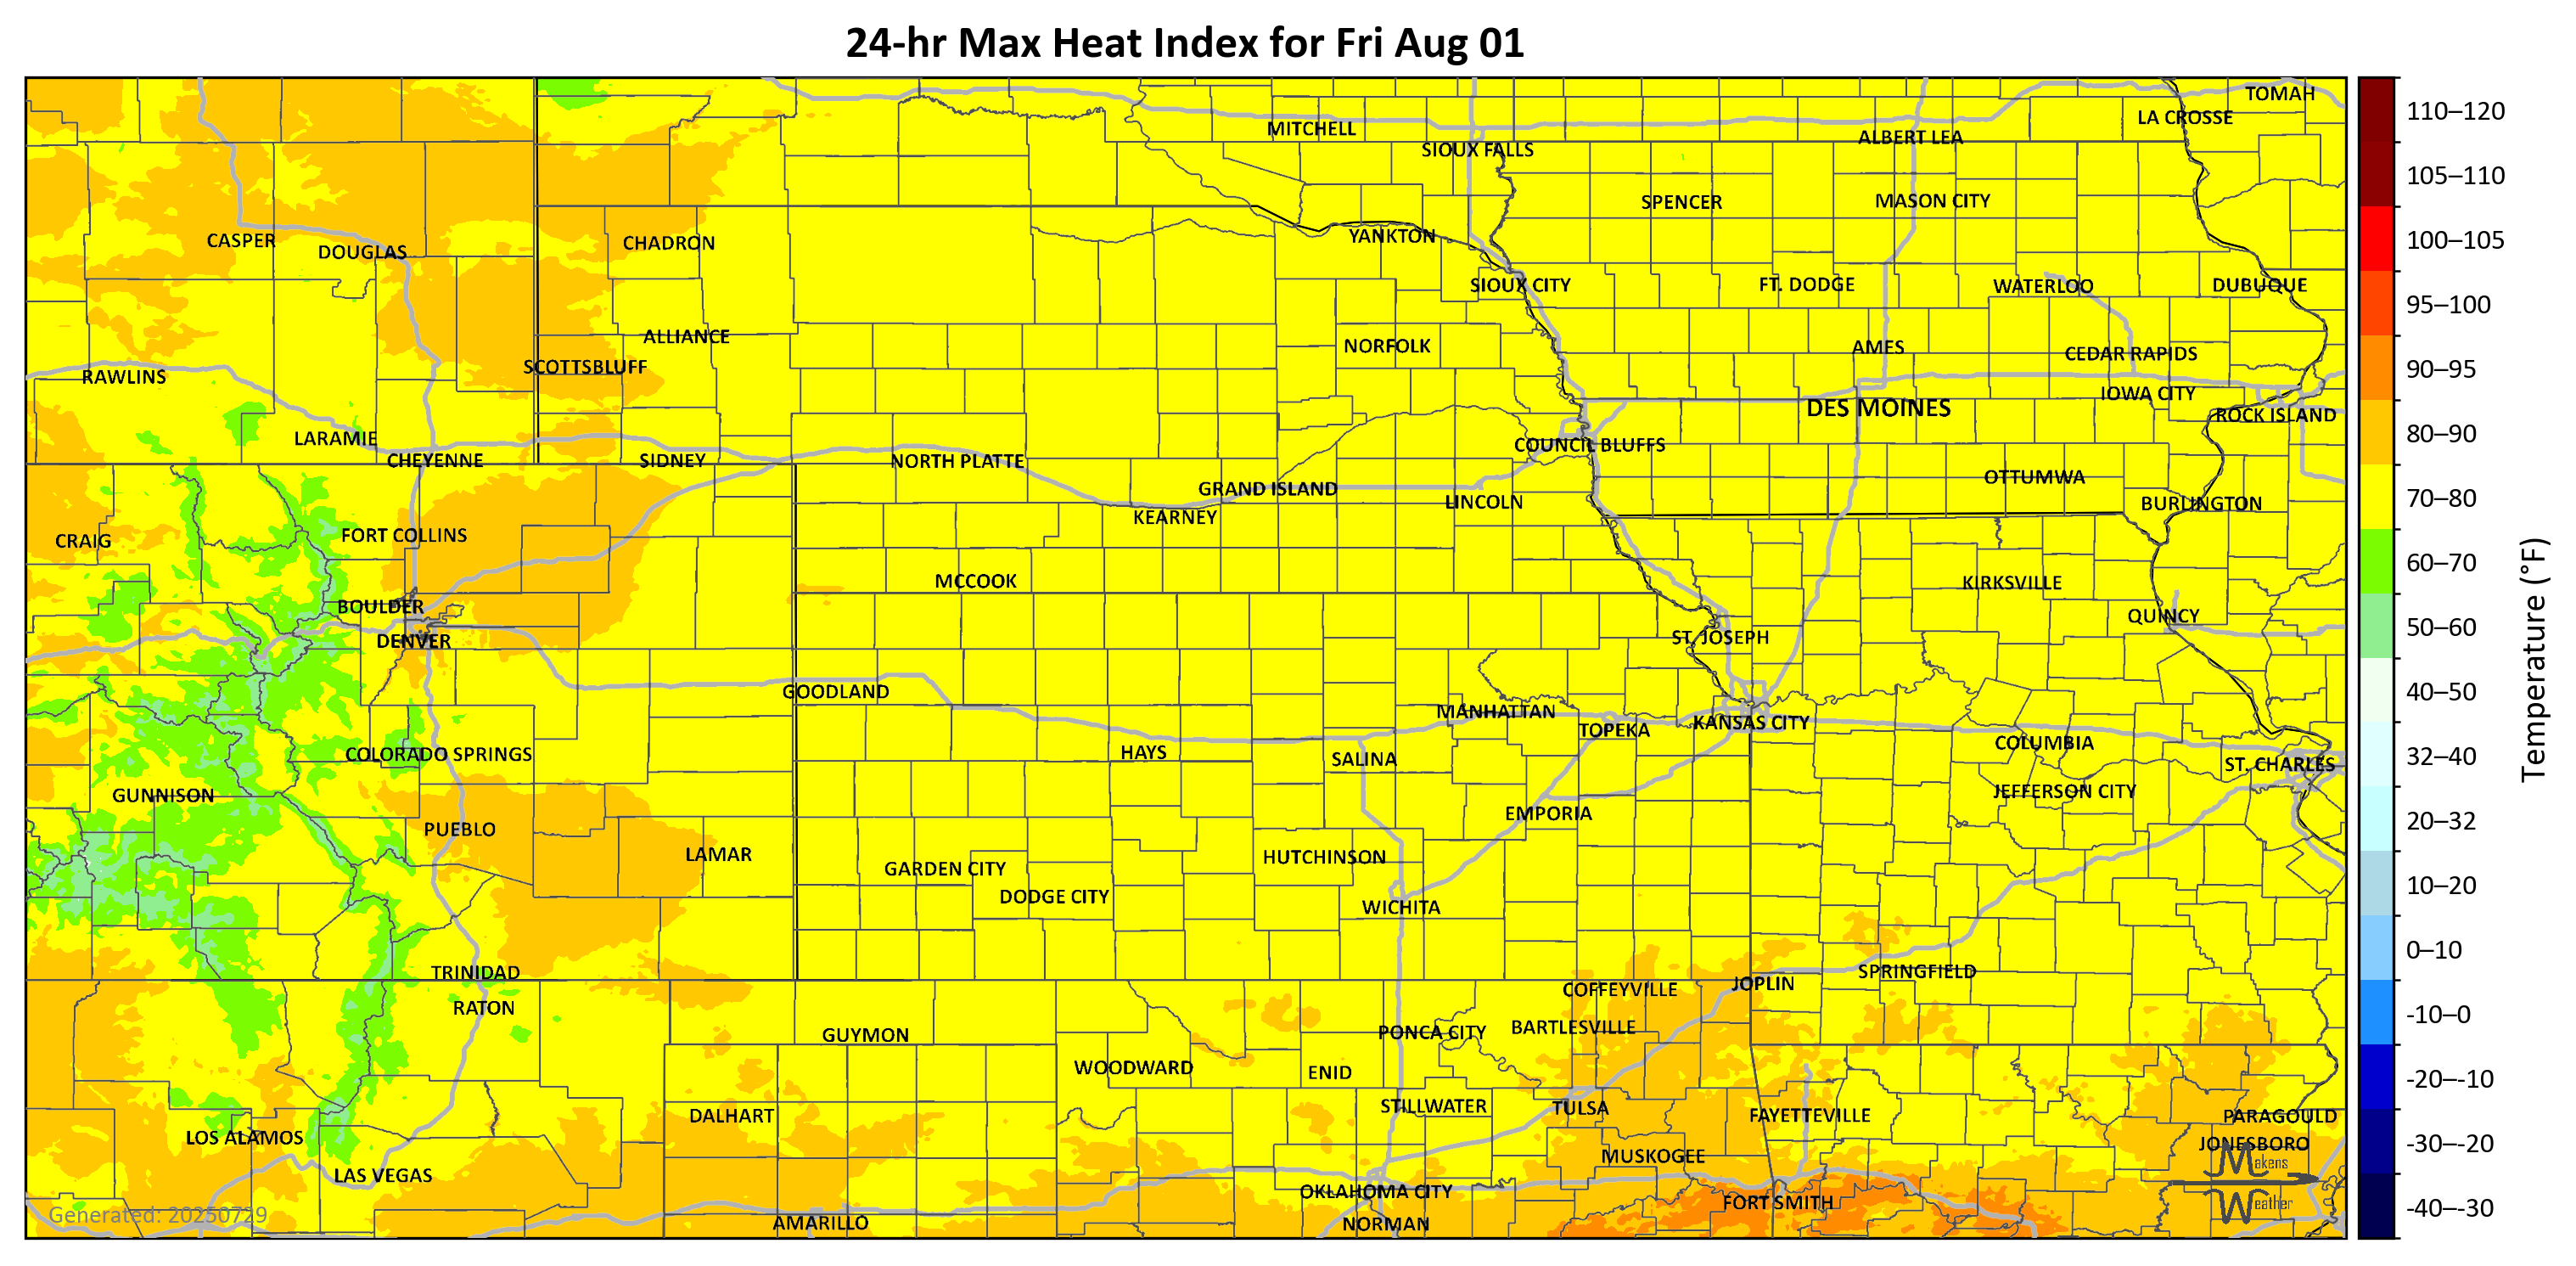 24-hr Max Heat Index for Fri Aug 01
TOMAH
LA CROSSE
MITCHELL
ALBERT LEA
SIOUX FALLS
SPENCER
MASON CITY
CASPER
DOUGLAS
CHADRON
YANKTON
SIOUX CITY
FT. DODGE
WATERLOO
DUBUQUE
ALLIANCE
NORFOLK
AMES
CEDAR RAPIDS
SCOTTSBLUFF
RAWLINS
IOWA CITY
DES MOINES
ROCK ISLAND
LARAMIE
COUNCIL BLUFFS
CHEYENNE
SIDNEY
NORTH PLATTE
OTTUMWA
GRAND ISLAND
LINCOLN
BURLINGTON
KEARNEY
CRAIG
FORT COLLINS
MCCOOK
KIRKSVILLE
BOULDER
QUINCY
DENVER
ST. JOSEPH
GOODLAND
MANHATTAN
TOPEKA
KANSAS CITY
COLUMBIA
COLORADO SPRINGS
HAYS
SALINA
ST. CHARLES
GUNNISON
JEFFERSON CITY
EMPORIA
PUEBLO
LAMAR
HUTCHINSON
GARDEN CITY
DODGE CITY
WICHITA
TRINIDAD
SPRINGFIELD
JOPLIN
COFFEYVILLE
RATON
GUYMON
PONCA CITY
BARTLESVILLE
WOODWARD
ENID
STILLWATER
TULSA
DALHART
FAYETTEVILLE
PARAGOULD
LOS ALAMOS
JONESBORO
MUSKOGEE
LAS VEGAS
OKLAHOMA CITY
FORT SMITH
AMARILLO
NORMAN
Generated: 20250729
Makens
Weather
110–120
105–110
100–105
95–100
90–95
80–90
70–80
60–70
50–60
40–50
32–40
20–32
10–20
0–10
-10–0
-20–-10
-30–-20
-40–-30
Temperature (°F)